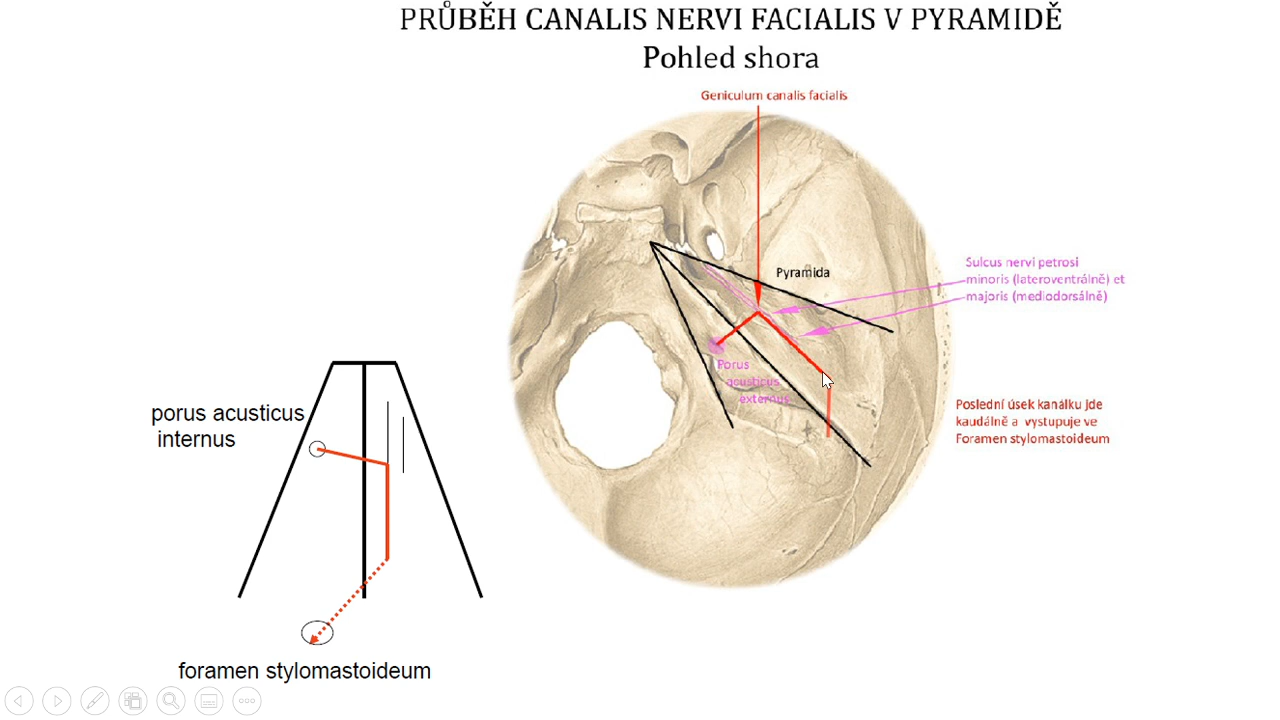 PRŮBĚH CANALIS NERVI FACIALIS V PYRAMIDĚ
Pohled shora
Geniculum canalis facialis
Pyramida
Sulcus nervi petrosi
minoris (lateroventrálně) et
majoris (mediodorsálně)
Porus
acusticus
externus
Poslední úsek kanálku jde
kaudálně a vystupuje ve
Foramen stylomastoideum
porus acusticus
internus
foramen stylomastoideum